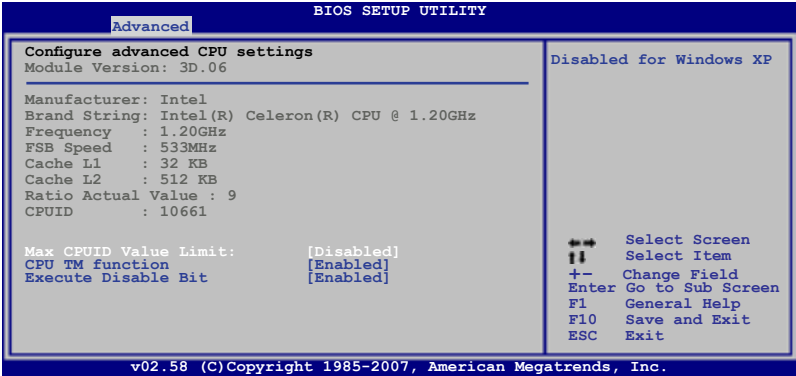 BIOS SETUP UTILITY
Advanced
Configure advanced CPU settings
Module Version: 3D.06
Manufacturer: Intel
Brand String: Intel(R) Celeron(R) CPU @ 1.20GHz
Frequency : 1.20GHz
FSB Speed : 533MHz
Cache L1 : 32 KB
Cache L2 : 512 KB
Ratio Actual Value : 9
CPUID : 10661
Max CPUID Value Limit: [Disabled]
CPU TM function [Enabled]
Execute Disable Bit [Enabled]
Disabled for Windows XP
←→ Select Screen
↑↓ Select Item
+- Change Field
Enter Go to Sub Screen
F1 General Help
F10 Save and Exit
ESC Exit
v02.58 (C)Copyright 1985-2007, American Megatrends, Inc.